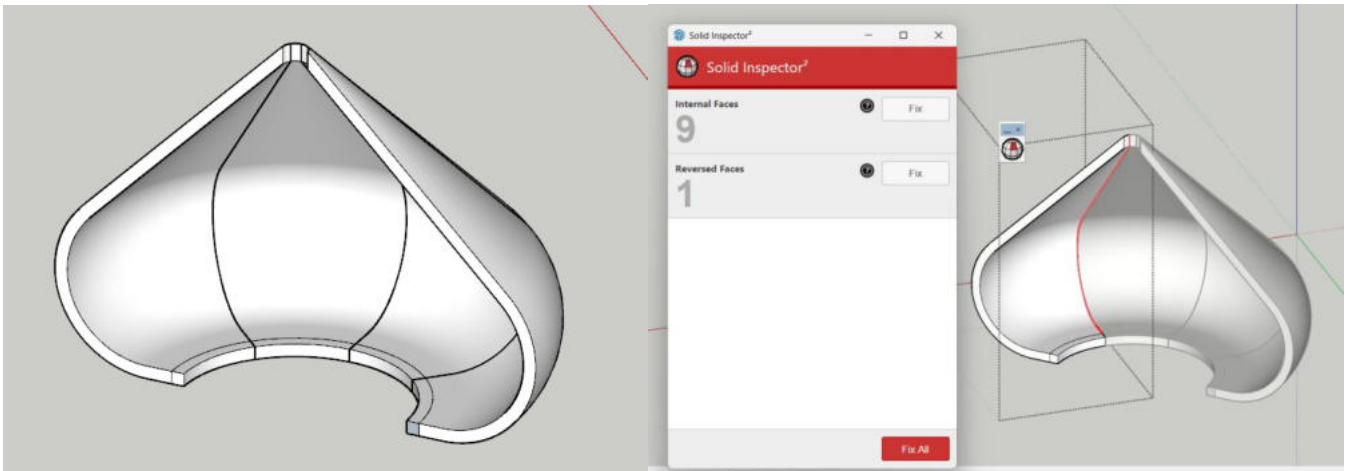 Solid Inspector²
Solid Inspector²
Internal Faces
Fix
9
Reversed Faces
Fix
1
Fix All